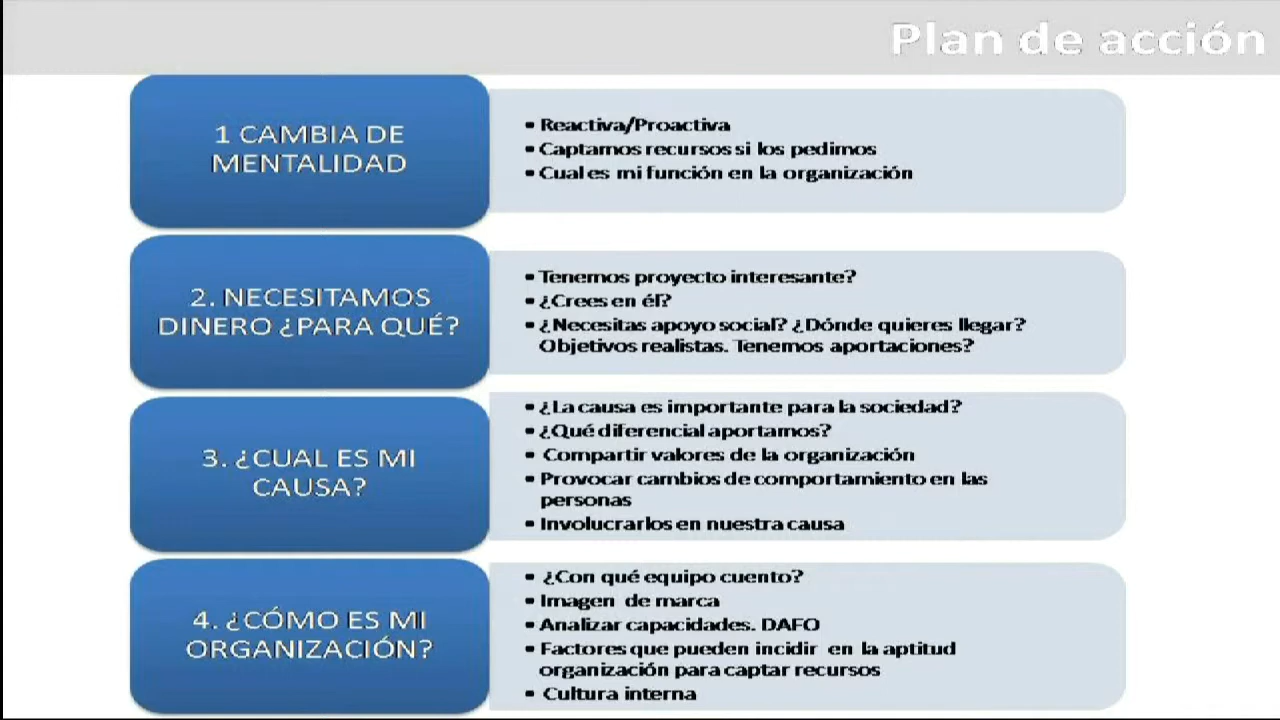 Plan de acción
1 CAMBIA DE
MENTALIDAD
▪ Reactiva/Proactiva
▪ Captamos recursos si los pedimos
▪ Cual es mi función en la organización
2. NECESITAMOS
DINERO ¿PARA QUÉ?
▪ Tenemos proyecto interesante?
▪ ¿Crees en él?
▪ ¿Necesitas apoyo social? ¿Dónde quieres llegar?
Objetivos realistas. Tenemos aportaciones?
3. ¿CUAL ES MI
CAUSA?
▪ ¿La causa es importante para la sociedad?
▪ ¿Qué diferencial aportamos?
▪ Compartir valores de la organización
▪ Provocar cambios de comportamiento en las
personas
▪ Involucrarlos en nuestra causa
4. ¿CÓMO ES MI
ORGANIZACIÓN?
▪ ¿Con qué equipo cuento?
▪ Imagen de marca
▪ Analizar capacidades. DAFO
▪ Factores que pueden incidir en la aptitud
organización para captar recursos
▪ Cultura interna